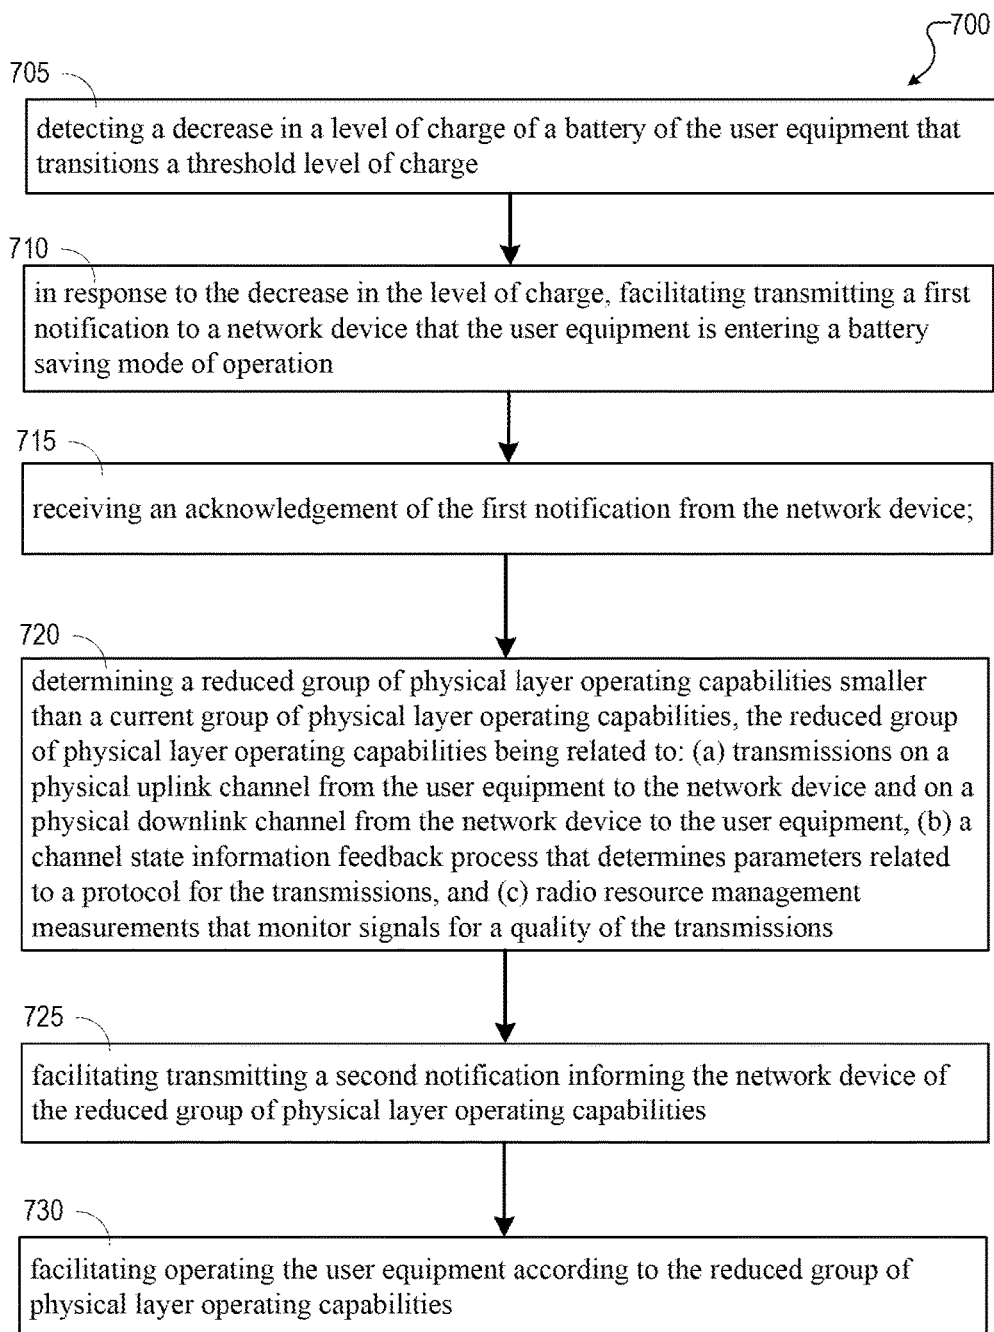 700
705
detecting a decrease in a level of charge of a battery of the user equipment that
transitions a threshold level of charge
710
in response to the decrease in the level of charge, facilitating transmitting a first
notification to a network device that the user equipment is entering a battery
saving mode of operation
715
receiving an acknowledgement of the first notification from the network device;
720
determining a reduced group of physical layer operating capabilities smaller
than a current group of physical layer operating capabilities, the reduced group
of physical layer operating capabilities being related to: (a) transmissions on a
physical uplink channel from the user equipment to the network device and on a
physical downlink channel from the network device to the user equipment, (b) a
channel state information feedback process that determines parameters related
to a protocol for the transmissions, and (c) radio resource management
measurements that monitor signals for a quality of the transmissions
725
facilitating transmitting a second notification informing the network device of
the reduced group of physical layer operating capabilities
730
facilitating operating the user equipment according to the reduced group of
physical layer operating capabilities